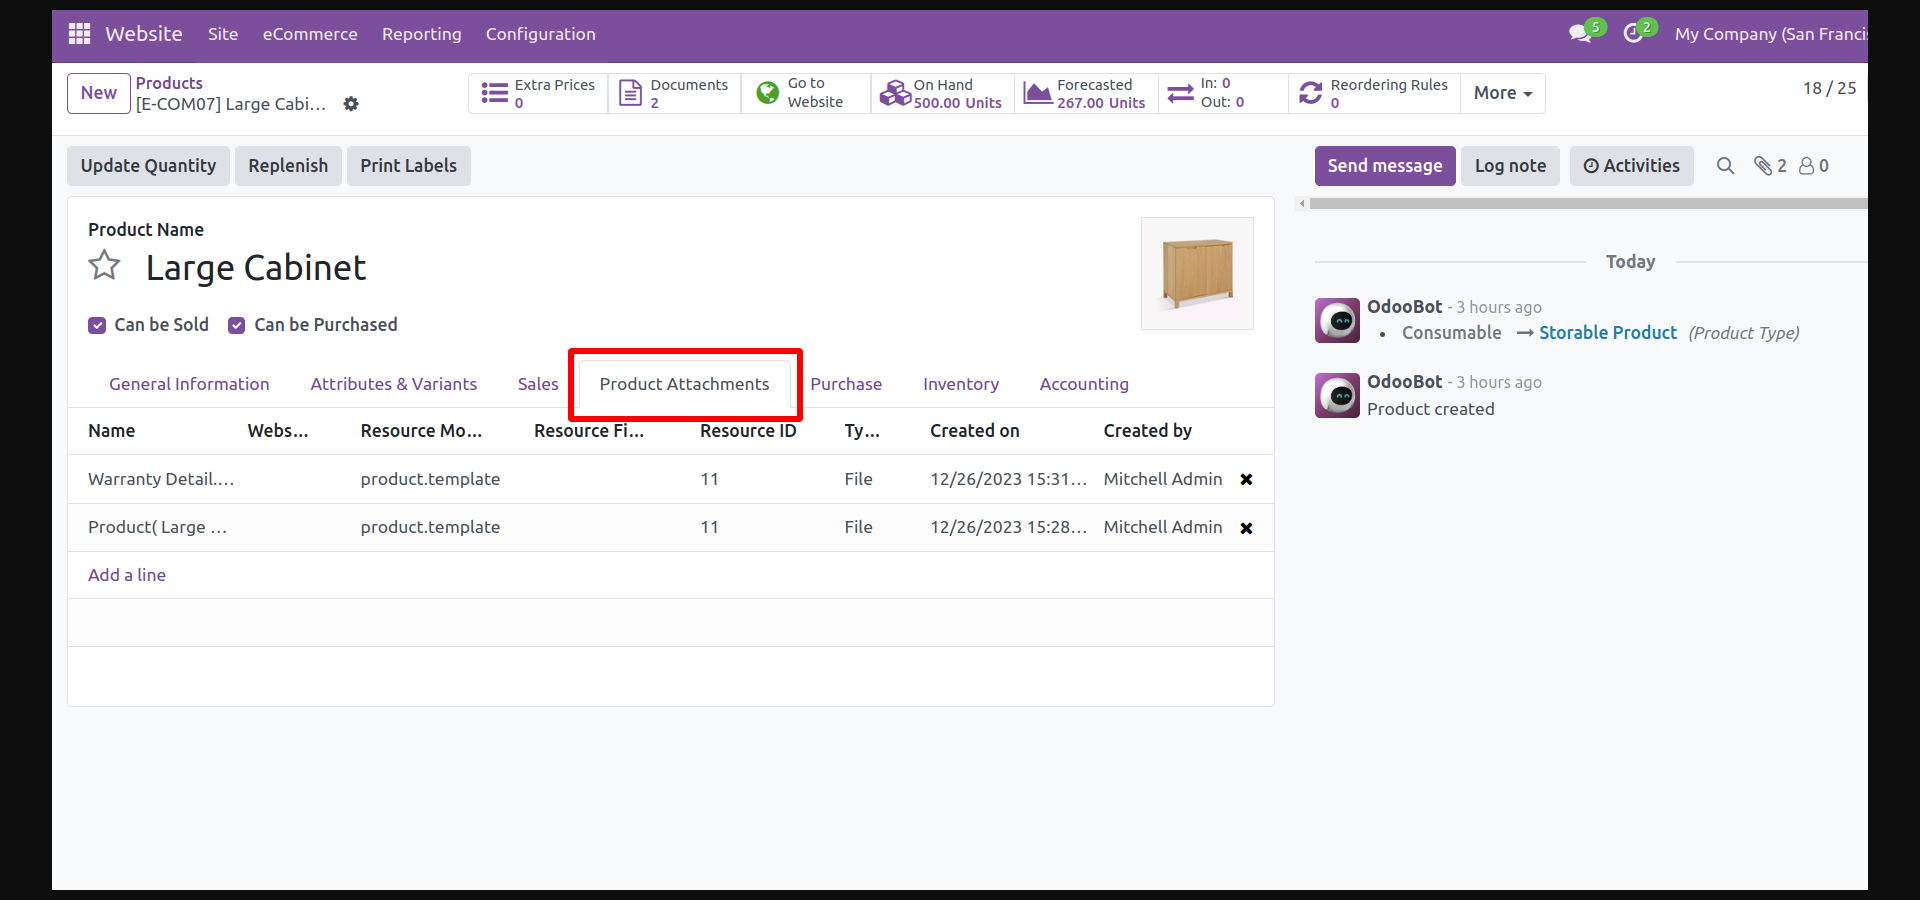 Website Site eCommerce Reporting Configuration 5 2 My Company (San Franci
New Products
[E-COM07] Large Cabi...
Extra Prices
0
Documents
2
Go to
Website
On Hand
500.00 Units
Forecasted
267.00 Units
In: 0
Out: 0
Reordering Rules
0
More
18 / 25
Update Quantity Replenish Print Labels
Send message Log note Activities 2 0
Product Name
Large Cabinet
Can be Sold Can be Purchased
General Information Attributes & Variants Sales Product Attachments Purchase Inventory Accounting
Name Webs... Resource Mo... Resource Fi... Resource ID Ty... Created on Created by
Warranty Detail.... product.template 11 File 12/26/2023 15:31... Mitchell Admin
Product( Large ... product.template 11 File 12/26/2023 15:28... Mitchell Admin
Add a line
Today
OdooBot - 3 hours ago
• Consumable → Storable Product (Product Type)
OdooBot - 3 hours ago
Product created